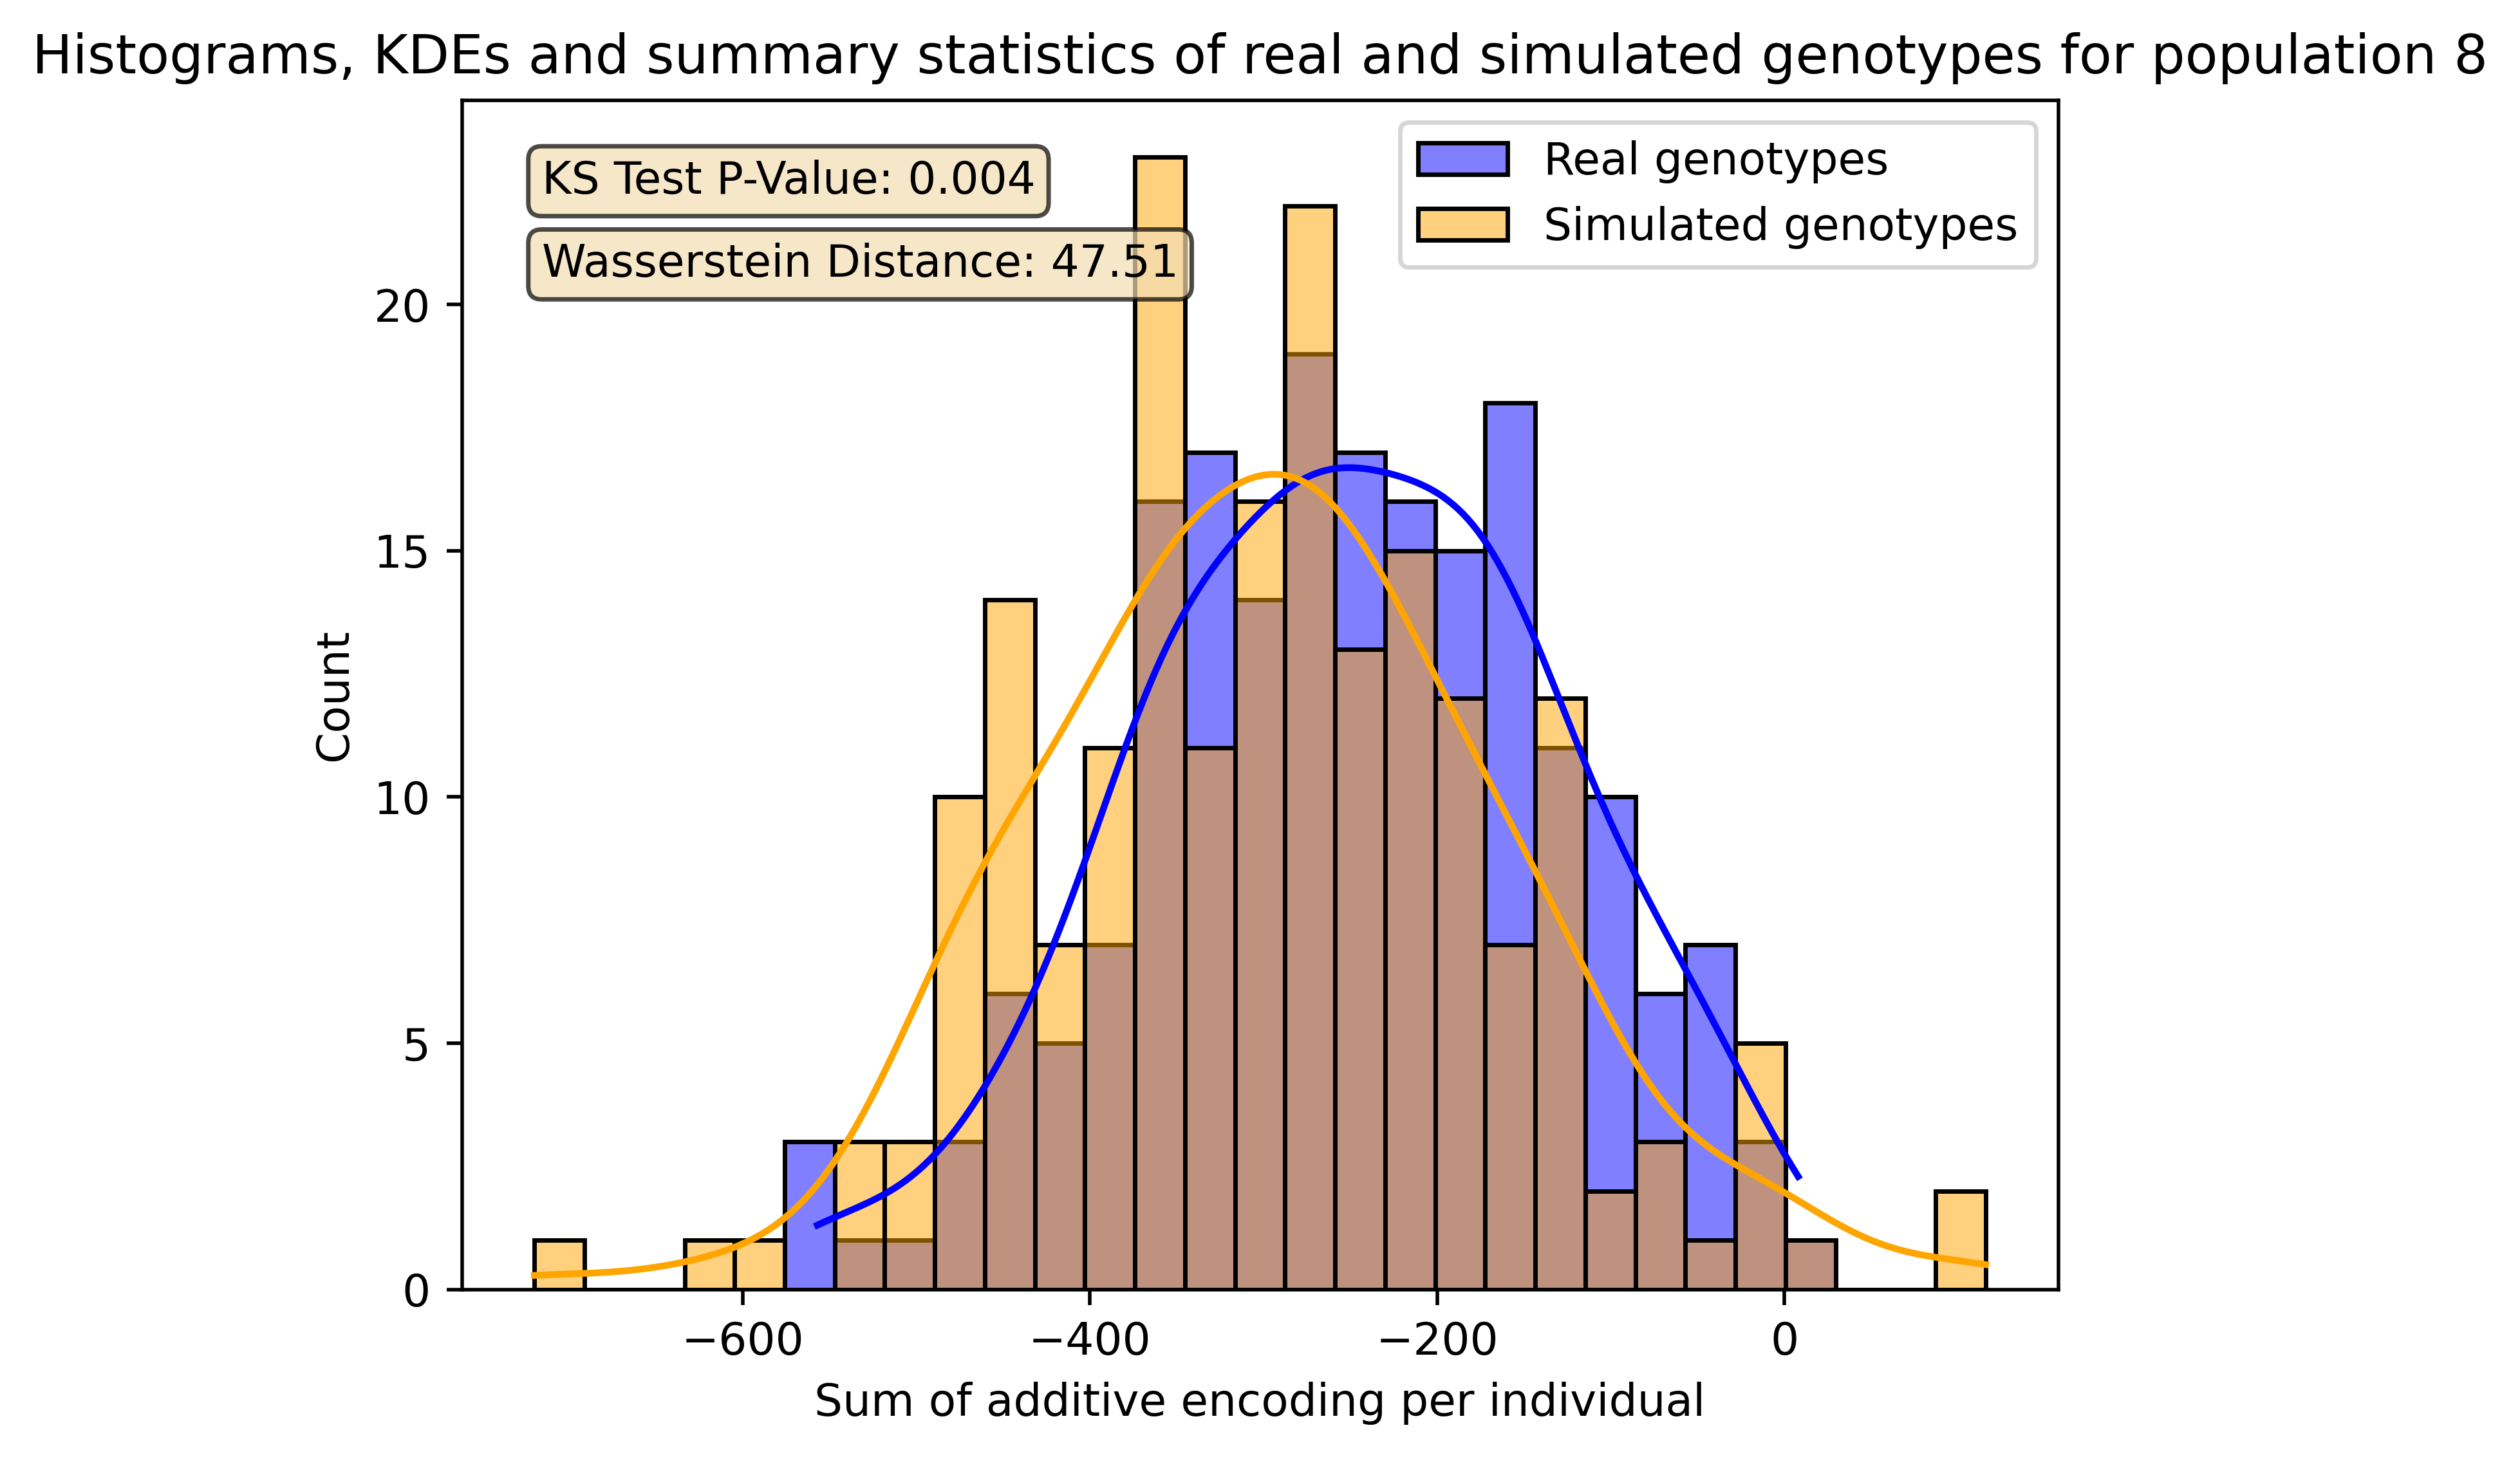 Histograms, KDEs and summary statistics of real and simulated genotypes for population 8
KS Test P-Value: 0.004
Wasserstein Distance: 47.51
Real genotypes
Simulated genotypes
20
15
10
5
0
Count
−600 −400 −200 0
Sum of additive encoding per individual